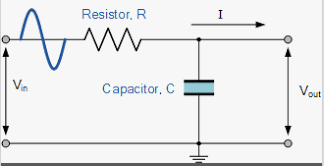 Resistor, R
I
Vin
Capacitor, C
Vout